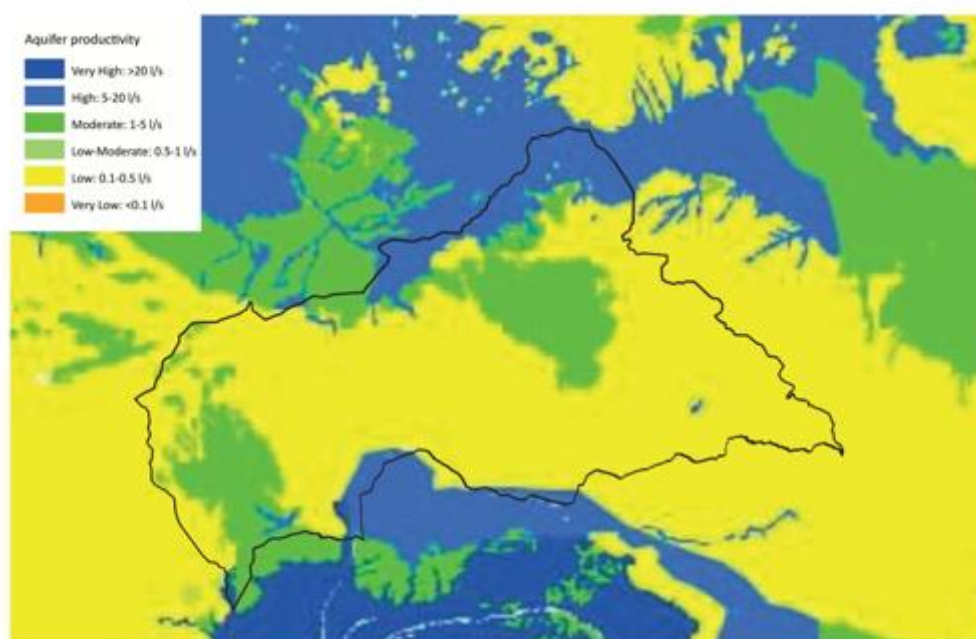 Aquifer productivity
Very High: >20 l/s
High: 5-20 l/s
Moderate: 1-5 l/s
Low-Moderate: 0.5-1 l/s
Low: 0.1-0.5 l/s
Very Low: <0.1 l/s